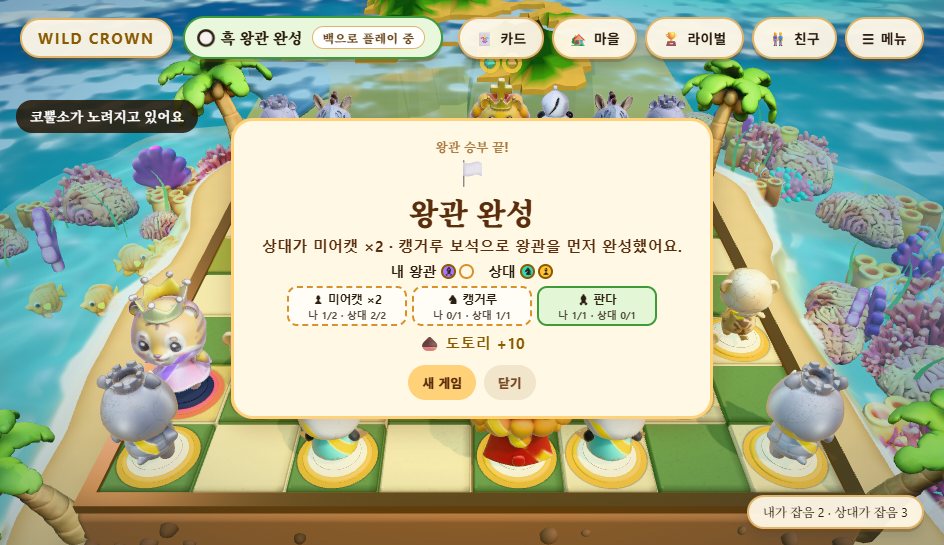 WILD CROWN
흑 왕관 완성
백으로 플레이 중
카드
마을
라이벌
친구
☰ 메뉴
코뿔소가 노려지고 있어요
왕관 승부 끝!
왕관 완성
상대가 미어캣 ×2 · 캥거루 보석으로 왕관을 먼저 완성했어요.
내 왕관 상대
미어캣 ×2
나 1/2 · 상대 2/2
캥거루
나 0/1 · 상대 1/1
판다
나 1/1 · 상대 0/1
도토리 +10
새 게임
닫기
내가 잡음 2 · 상대가 잡음 3